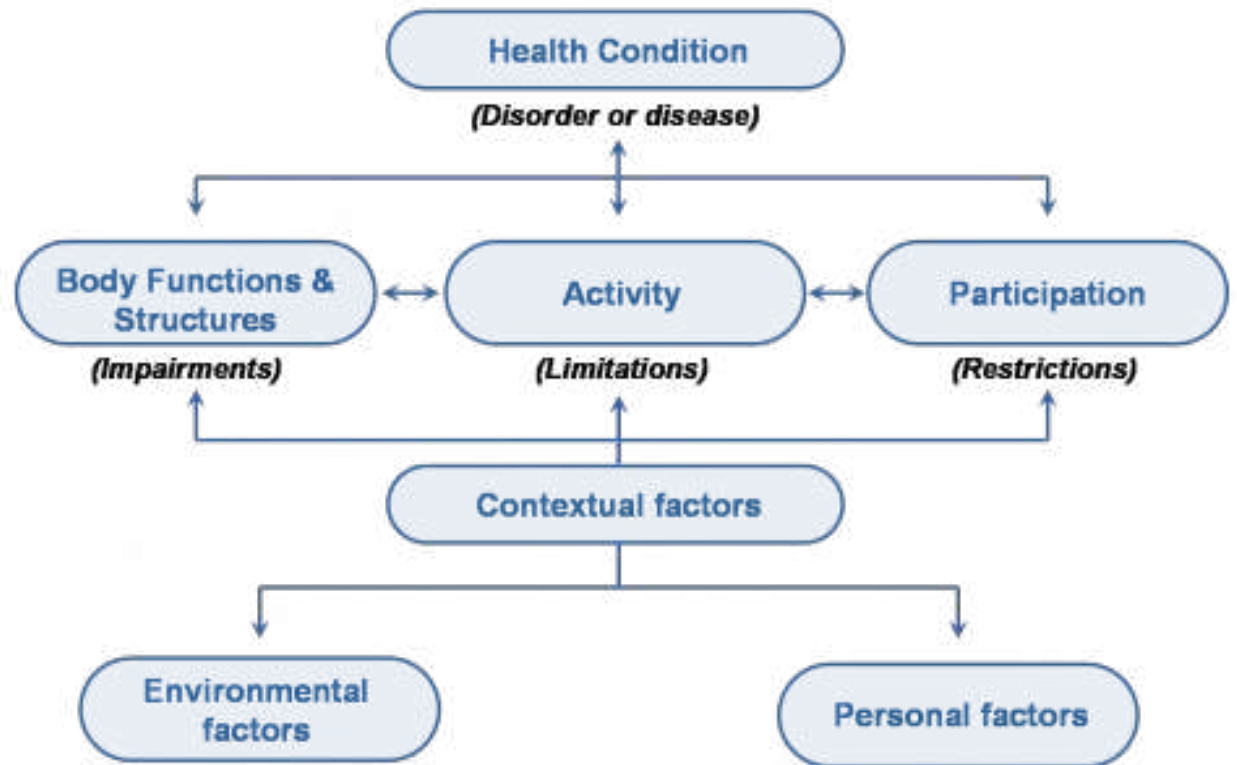 Health Condition
(Disorder or disease)
Body Functions &
Structures
(Impairments)
Activity
(Limitations)
Participation
(Restrictions)
Contextual factors
Environmental
factors
Personal factors